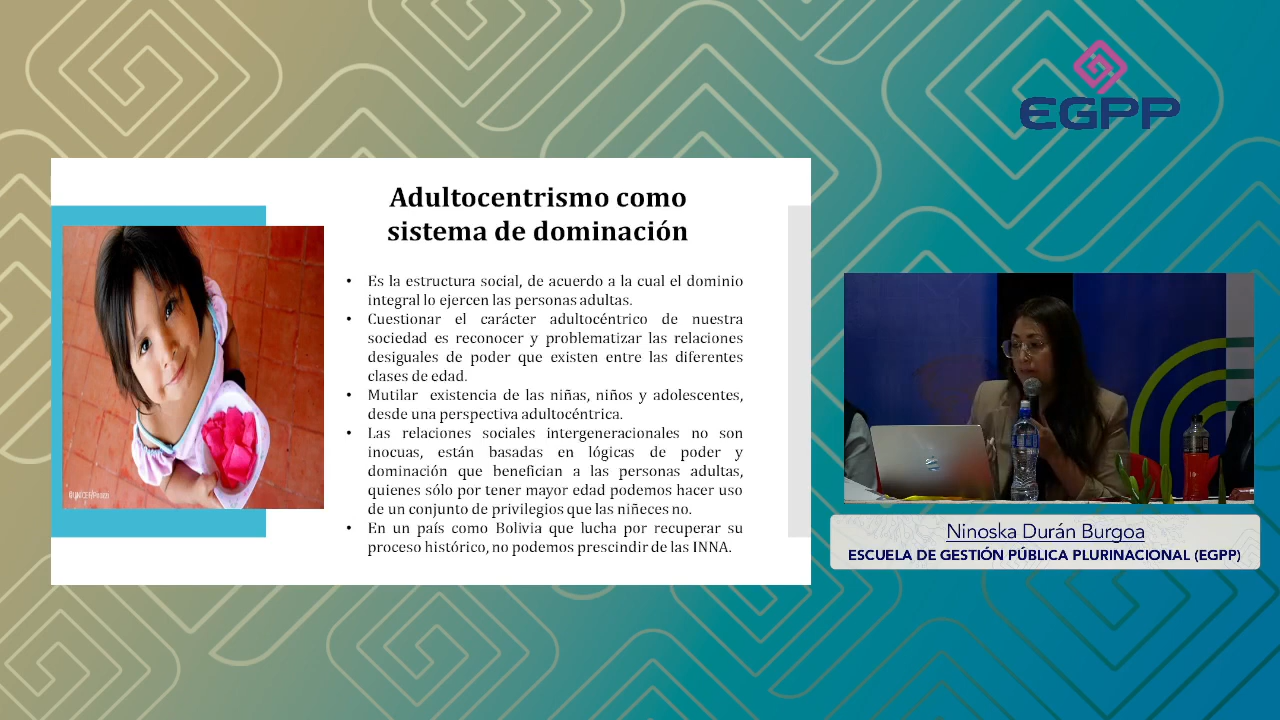 EGPP
Adultocentrismo como
sistema de dominación
• Es la estructura social, de acuerdo a la cual el dominio
integral lo ejercen las personas adultas.
• Cuestionar el carácter adultocéntrico de nuestra
sociedad es reconocer y problematizar las relaciones
desiguales de poder que existen entre las diferentes
clases de edad.
• Mutilar existencia de las niñas, niños y adolescentes,
desde una perspectiva adultocéntrica.
• Las relaciones sociales intergeneracionales no son
inocuas, están basadas en lógicas de poder y
dominación que benefician a las personas adultas,
quienes sólo por tener mayor edad podemos hacer uso
de un conjunto de privilegios que las niñeces no.
• En un país como Bolivia que lucha por recuperar su
proceso histórico, no podemos prescindir de las INNA.
Ninoska Durán Burgoa
ESCUELA DE GESTIÓN PÚBLICA PLURINACIONAL (EGPP)